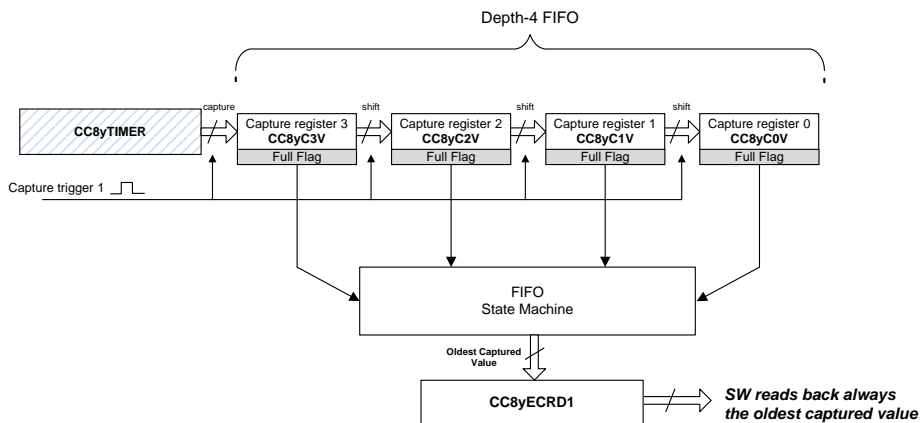 Depth-4 FIFO
capture
shift
shift
shift
CC8yTIMER
Capture register 3
CC8yC3V
Full Flag
Capture register 2
CC8yC2V
Full Flag
Capture register 1
CC8yC1V
Full Flag
Capture register 0
CC8yC0V
Full Flag
Capture trigger 1
FIFO
State Machine
Oldest Captured
Value
CC8yECRD1
SW reads back always
the oldest captured value